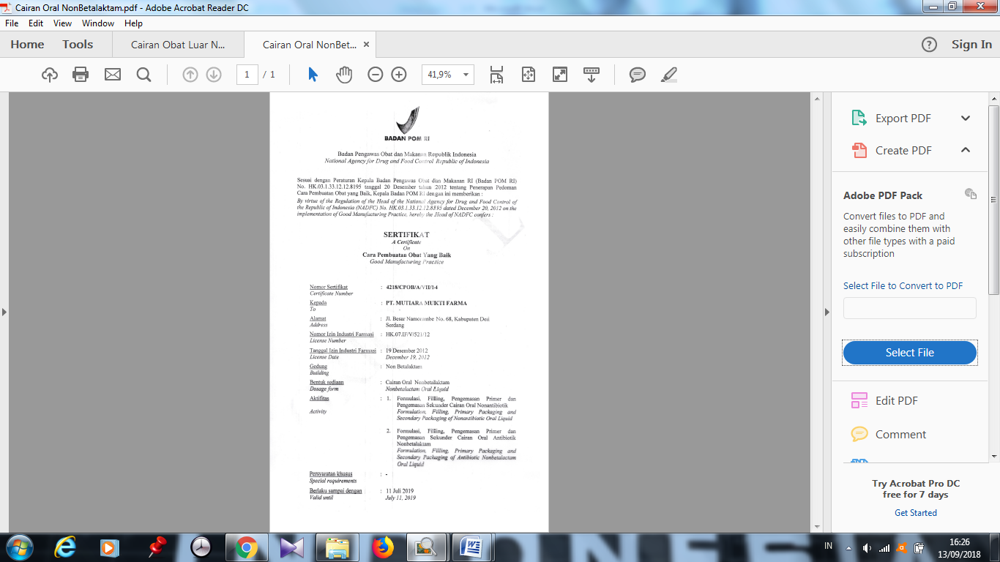 Cairan Oral NonBetalaktam.pdf - Adobe Acrobat Reader DC
File Edit View Window Help
Home Tools Cairan Obat Luar N... Cairan Oral NonBet... Sign In
1 / 1 41,9%
BADAN POM RI
Badan Pengawas Obat dan Makanan Republik Indonesia
National Agency for Drug and Food Control Republic of Indonesia
Sesuai dengan Peraturan Kepala Badan Pengawas Obat dan Makanan RI (Badan POM RI)
No. HK.03.1.33.12.12.8195 tanggal 20 Desember tahun 2012 tentang Penerapan Pedoman
Cara Pembuatan Obat yang Baik, Kepala Badan POM RI dengan ini memberikan :
By virtue of the Regulation of the Head of the National Agency for Drug and Food Control of
the Republic of Indonesia (NADFC) No. HK.03.1.33.12.12.8195 dated December 20, 2012 on the
implementation of Good Manufacturing Practice, hereby the Head of NADFC confers :
SERTIFIKAT
A Certificate
On
Cara Pembuatan Obat Yang Baik
Good Manufacturing Practice
Nomor Sertifikat : 4218/CPOB/A/VII/14
Certificate Number
Kepada : PT. MUTIARA MUKTI FARMA
To
Alamat : Jl. Besar Namorambe No. 68, Kabupaten Deli
Address Serdang
Nomor Izin Industri Farmasi : HK.07.IF/V/521/12
License Number
Tanggal Izin Industri Farmasi : 19 Desember 2012
License Date December 19, 2012
Gedung : Non Betalaktam
Building
Bentuk sediaan : Cairan Oral Nonbetalaktam
Dosage form Nonbetalactam Oral Liquid
Aktifitas : 1. Formulasi, Filling, Pengemasan Primer dan
Pengemasan Sekunder Cairan Oral Nonantibiotik
Activity Formulation, Filling, Primary Packaging and
Secondary Packaging of Nonantibiotic Oral Liquid
2. Formulasi, Filling, Pengemasan Primer dan
Pengemasan Sekunder Cairan Oral Antibiotik
Nonbetalaktam
Formulation, Filling, Primary Packaging and
Secondary Packaging of Antibiotic Nonbetalactam
Oral Liquid
Persyaratan khusus : -
Special requirements
Berlaku sampai dengan : 11 Juli 2019
Valid until July 11, 2019
Export PDF
Create PDF
Adobe PDF Pack
Convert files to PDF and
easily combine them with
other file types with a paid
subscription
Select File to Convert to PDF
Select File
Edit PDF
Comment
Try Acrobat Pro DC
free for 7 days
Get Started
IN
16:26
13/09/2018